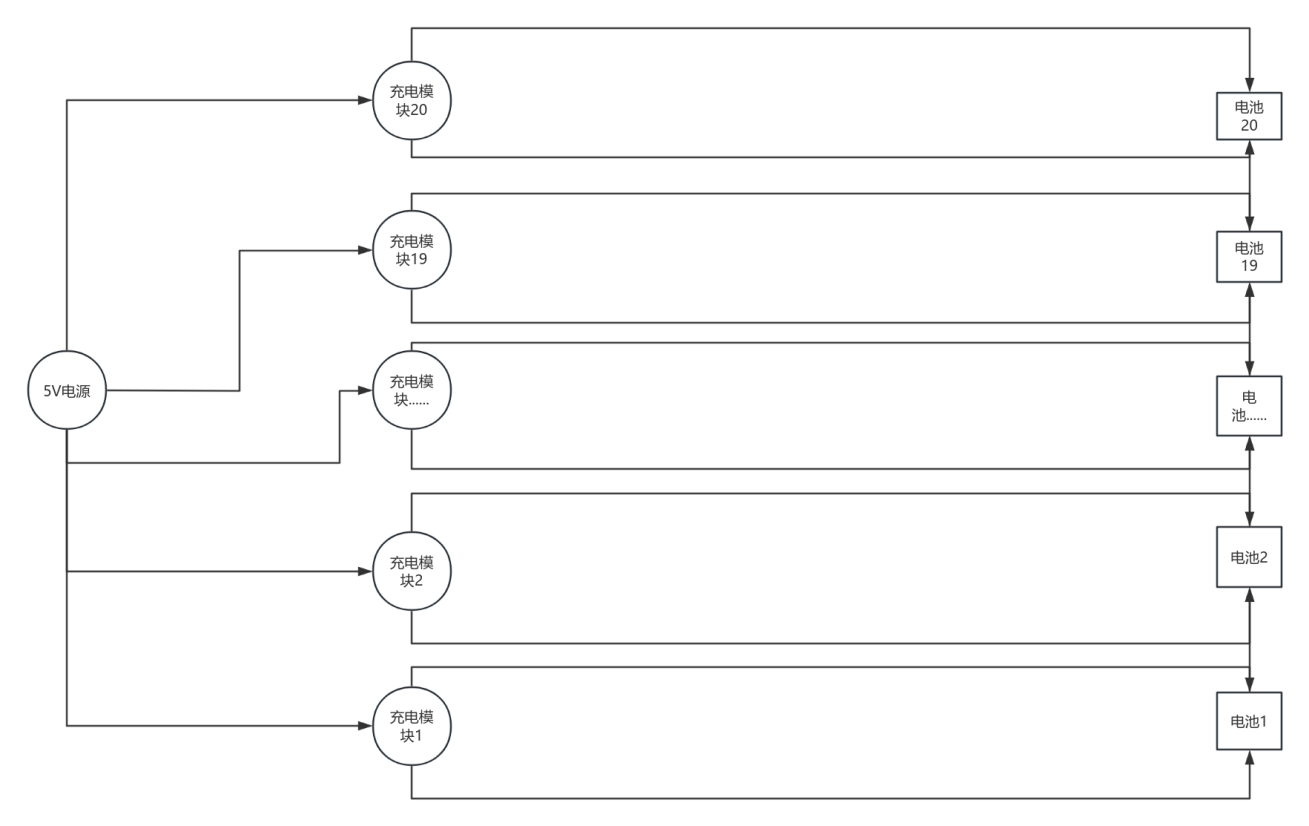 充电模
块20
电池
20
充电模
块19
电池
19
5V电源
充电模
块......
电
池......
充电模
块2
电池2
充电模
块1
电池1